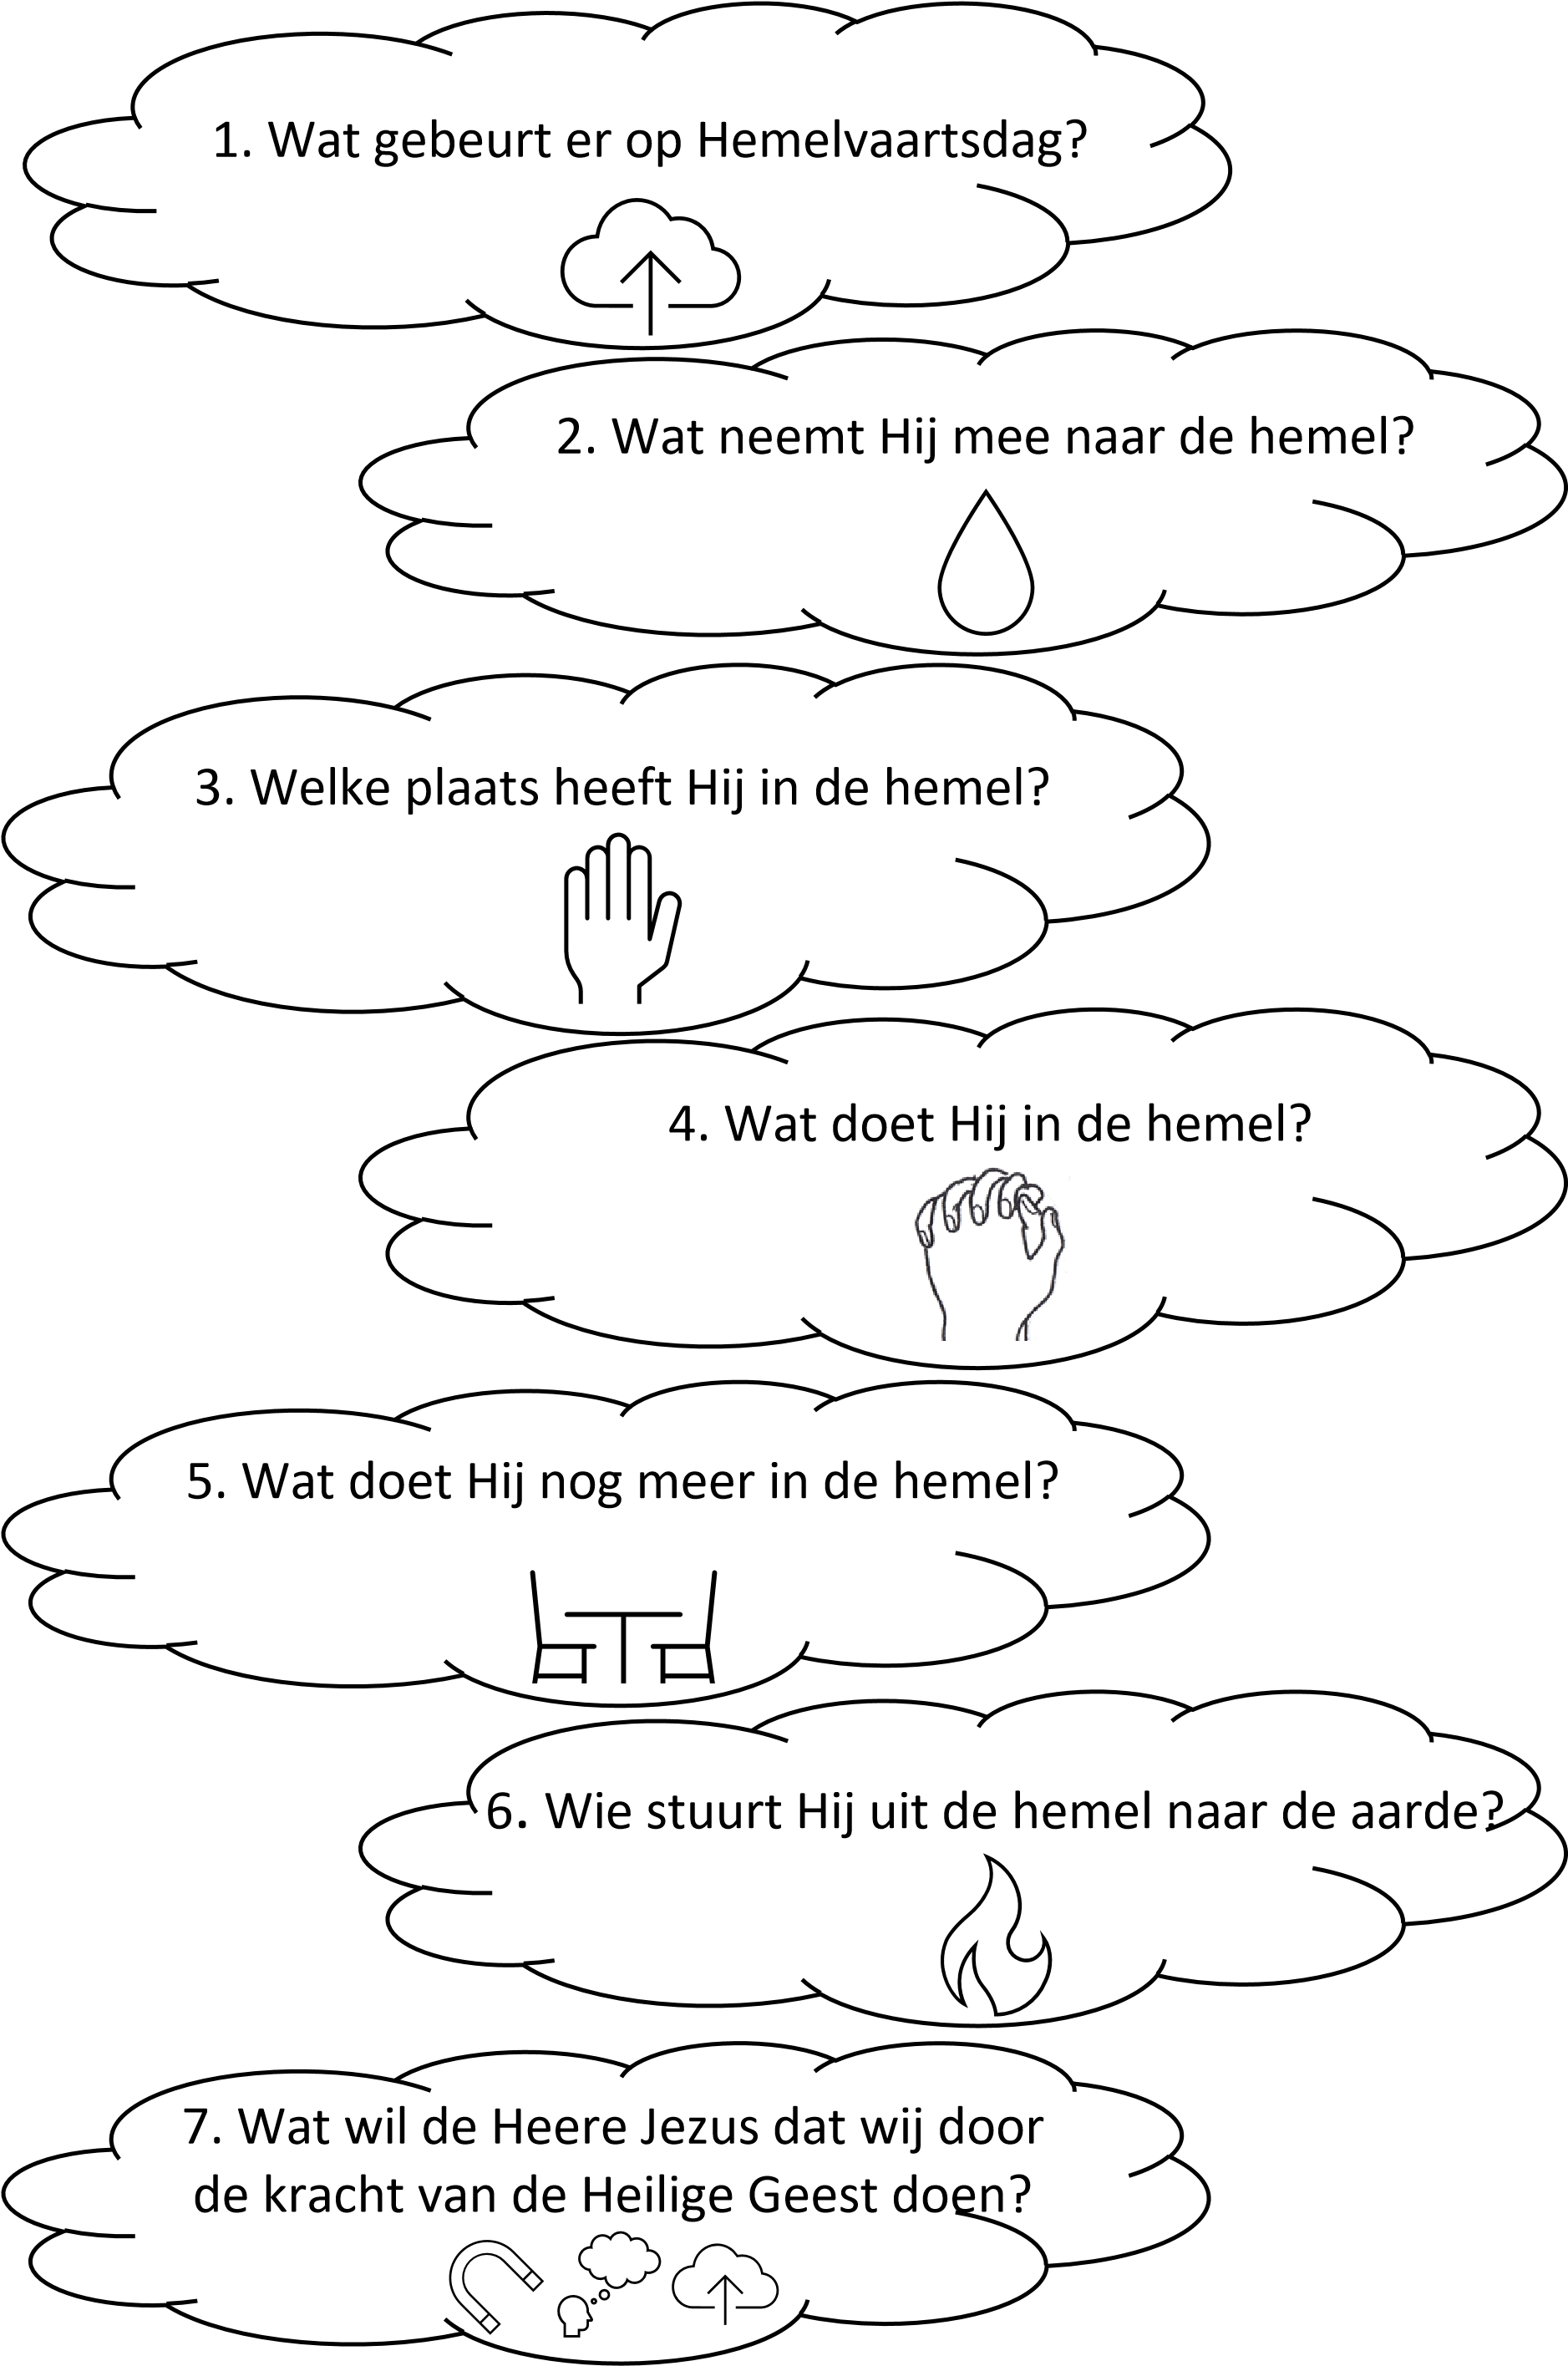 1. Wat gebeurt er op Hemelvaartsdag?
2. Wat neemt Hij mee naar de hemel?
3. Welke plaats heeft Hij in de hemel?
4. Wat doet Hij in de hemel?
5. Wat doet Hij nog meer in de hemel?
6. Wie stuurt Hij uit de hemel naar de aarde?
7. Wat wil de Heere Jezus dat wij door
de kracht van de Heilige Geest doen?